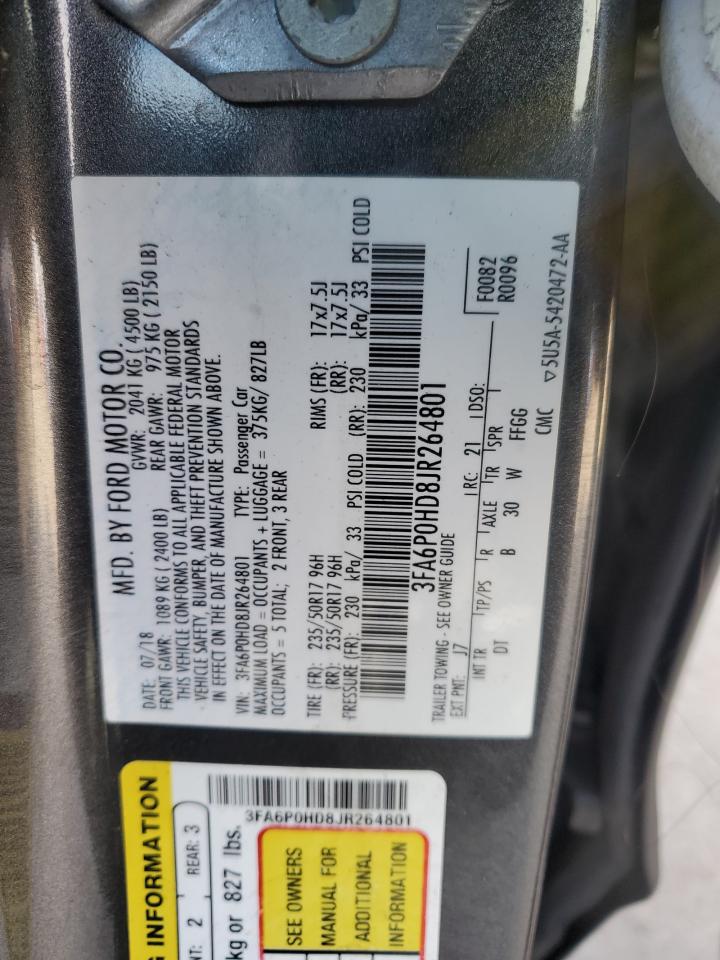 MFD. BY FORD MOTOR CO.
DATE: 07/18 GVWR: 2041 KG ( 4500 LB)
FRONT GAWR: 1089 KG ( 2400 LB) REAR GAWR: 975 KG ( 2150 LB)
THIS VEHICLE CONFORMS TO ALL APPLICABLE FEDERAL MOTOR
VEHICLE SAFETY, BUMPER, AND THEFT PREVENTION STANDARDS
IN EFFECT ON THE DATE OF MANUFACTURE SHOWN ABOVE.
VIN: 3FA6P0HD8JR264801 TYPE: Passenger Car
MAXIMUM LOAD = OCCUPANTS + LUGGAGE = 375KG/ 827LB
OCCUPANTS = 5 TOTAL; 2 FRONT, 3 REAR
TIRE (FR): 235/50R17 96H RIMS (FR): 17x7.5J
(RR): 235/50R17 96H (RR): 17x7.5J
PRESSURE (FR): 230 kPa/ 33 PSI COLD (RR): 230 kPa/ 33 PSI COLD
3FA6P0HD8JR264801
TRAILER TOWING - SEE OWNER GUIDE
EXT PNT: J7 RC: 21 DSO: F0082
R0096
INT TR TP/PS R AXLE TR SPR
DT B 30 W FFGG
CMC ▽5U5A-5420472-AA
INFORMATION
2 REAR: 3
kg or 827 lbs.
3FA6P0HD8JR264801
SEE OWNERS
MANUAL FOR
ADDITIONAL
INFORMATION